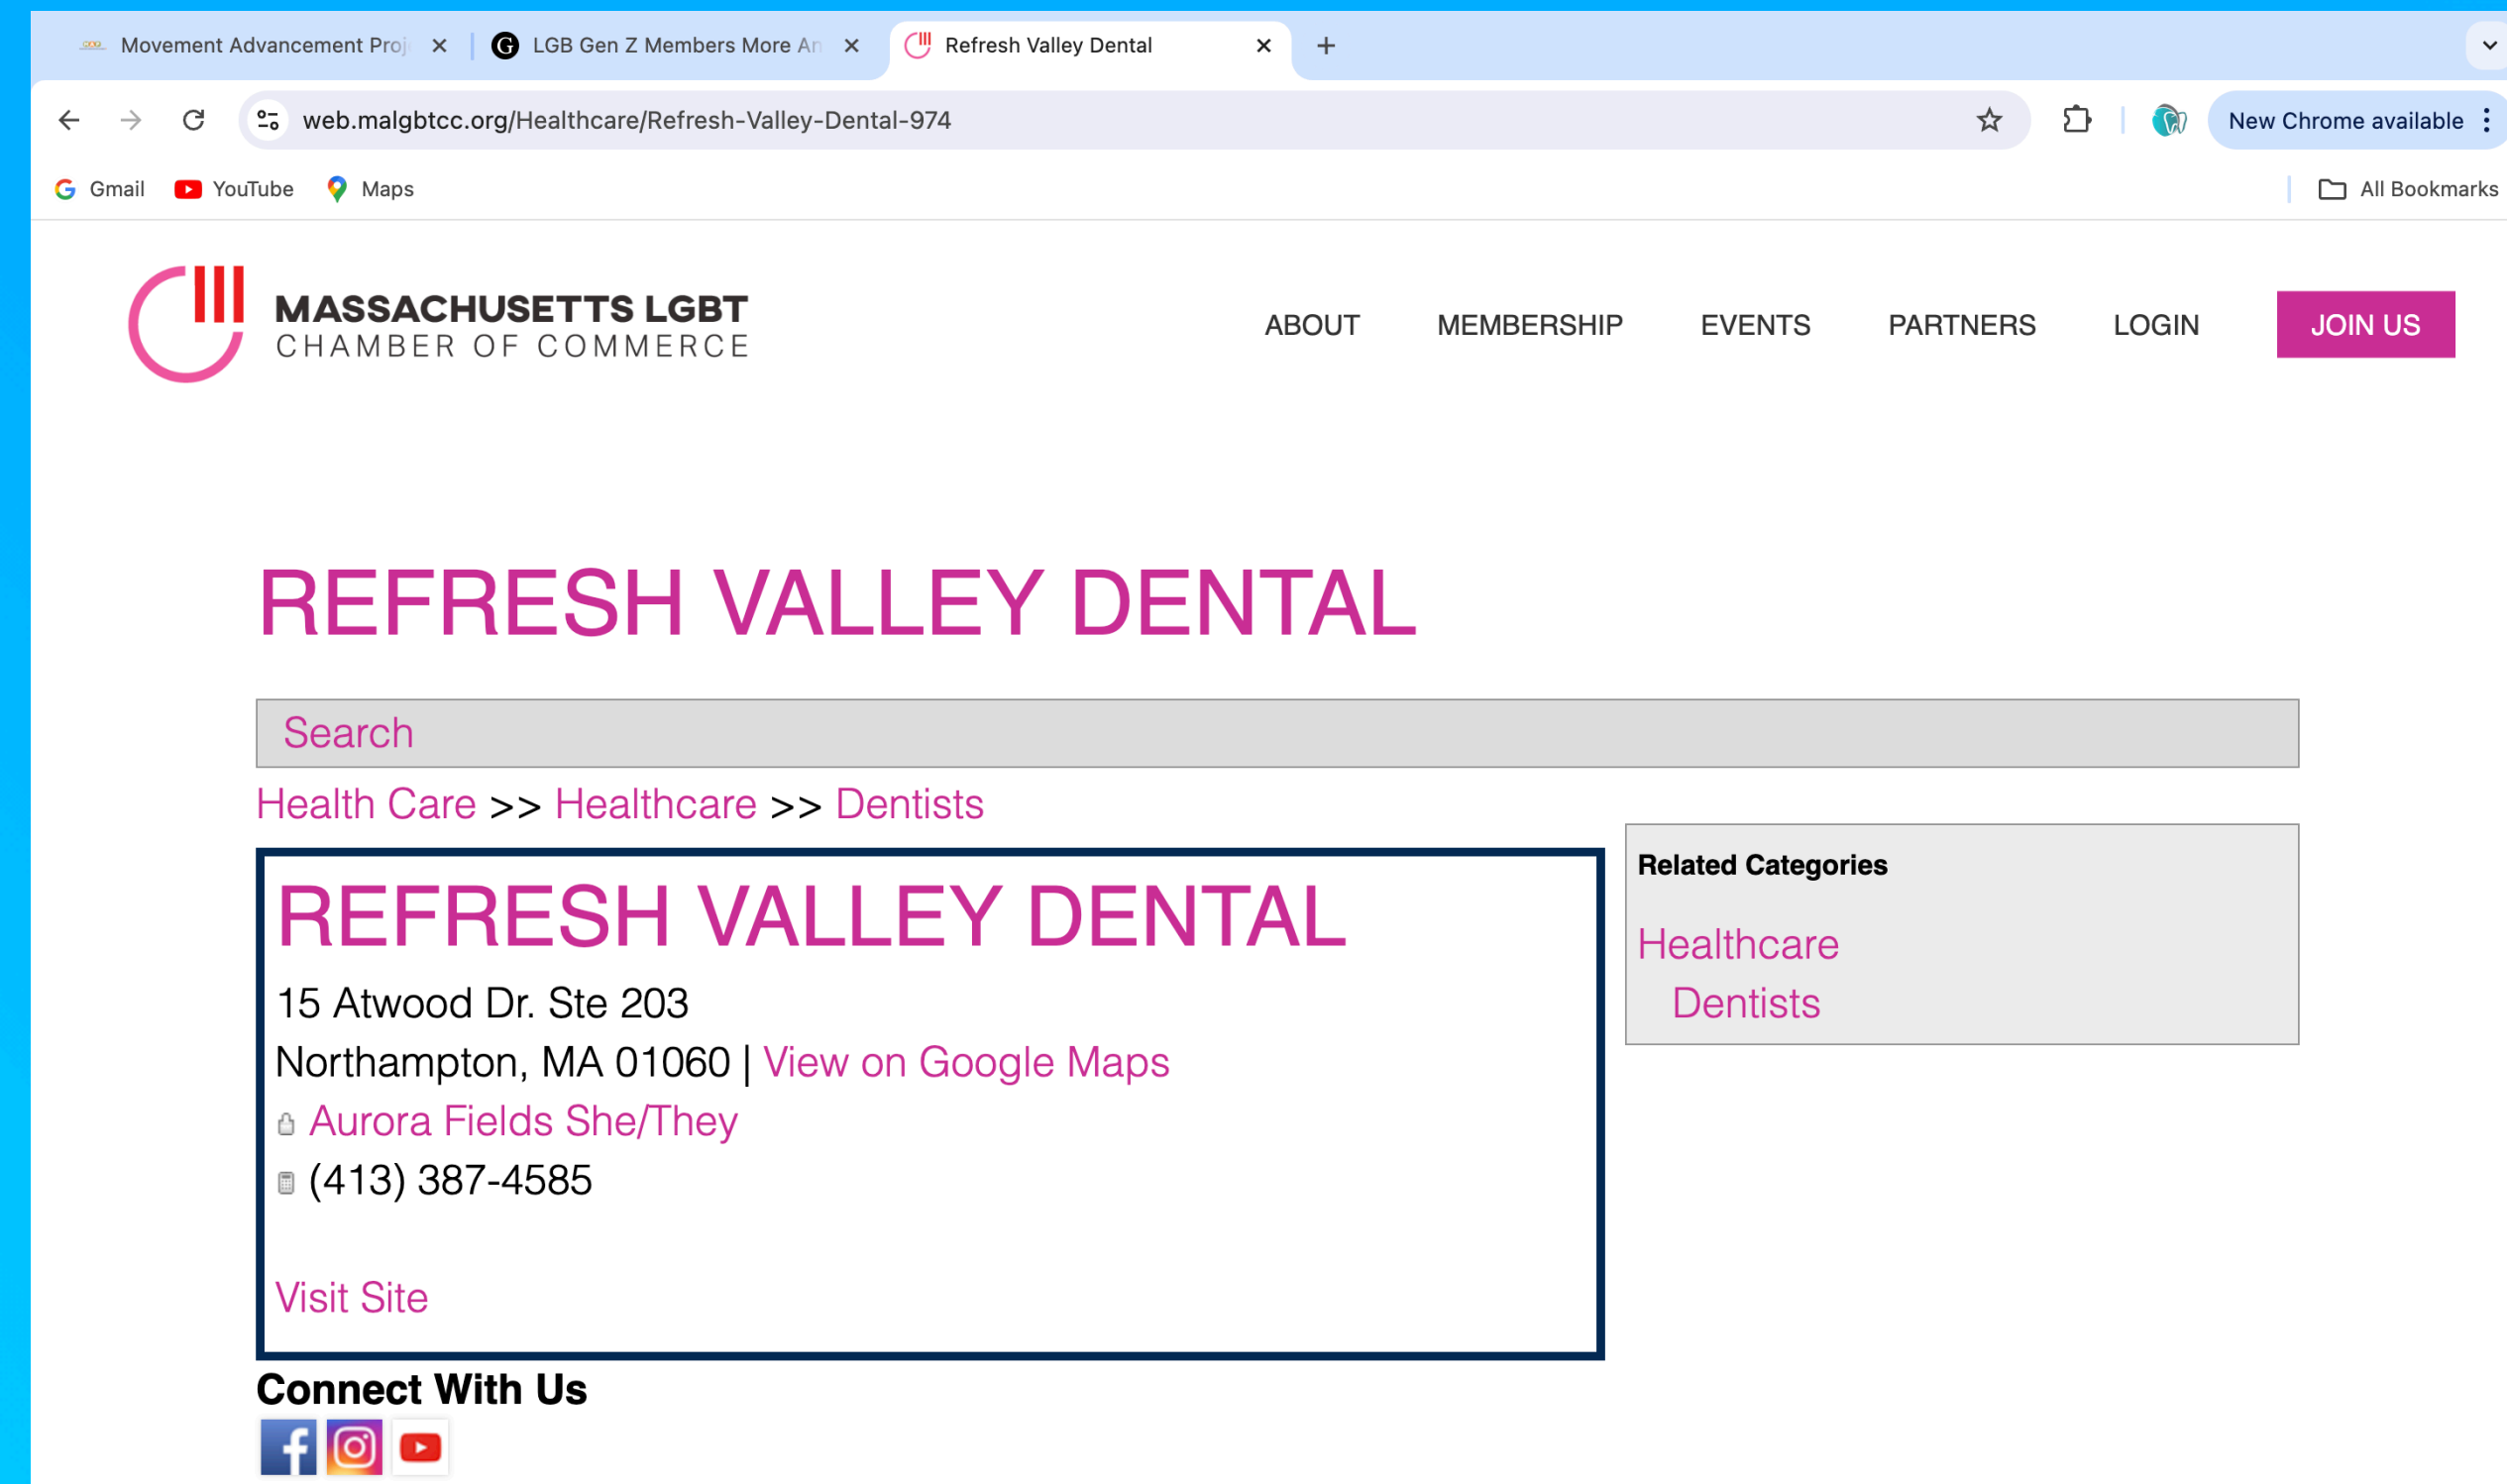 Movement Advancement Proj
LGB Gen Z Members More An
Refresh Valley Dental
web.malgbtcc.org/Healthcare/Refresh-Valley-Dental-974
New Chrome available
Gmail
YouTube
Maps
All Bookmarks
MASSACHUSETTS LGBT
CHAMBER OF COMMERCE
ABOUT
MEMBERSHIP
EVENTS
PARTNERS
LOGIN
JOIN US
REFRESH VALLEY DENTAL
Search
Health Care >> Healthcare >> Dentists
REFRESH VALLEY DENTAL
15 Atwood Dr. Ste 203
Northampton, MA 01060 | View on Google Maps
Aurora Fields She/They
(413) 387-4585
Visit Site
Related Categories
Healthcare
Dentists
Connect With Us